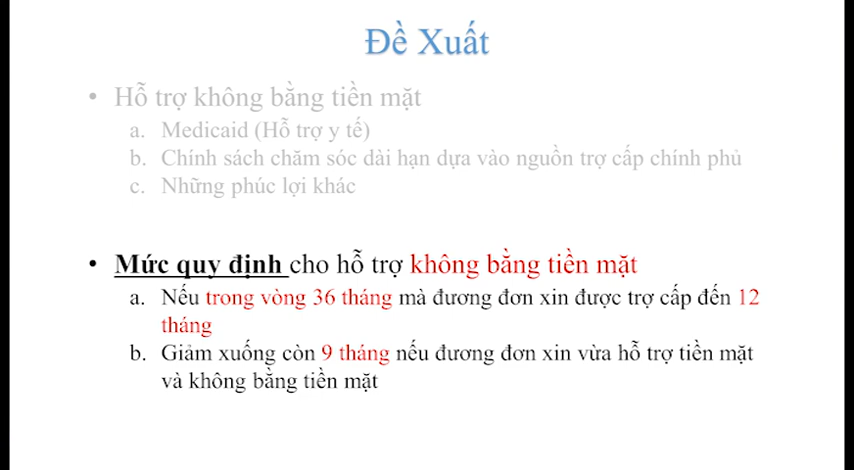 Đề Xuất
• Hỗ trợ không bằng tiền mặt
a. Medicaid (Hỗ trợ y tế)
b. Chính sách chăm sóc dài hạn dựa vào nguồn trợ cấp chính phủ
c. Những phúc lợi khác
• Mức quy định cho hỗ trợ không bằng tiền mặt
a. Nếu trong vòng 36 tháng mà đương đơn xin được trợ cấp đến 12
tháng
b. Giảm xuống còn 9 tháng nếu đương đơn xin vừa hỗ trợ tiền mặt
và không bằng tiền mặt